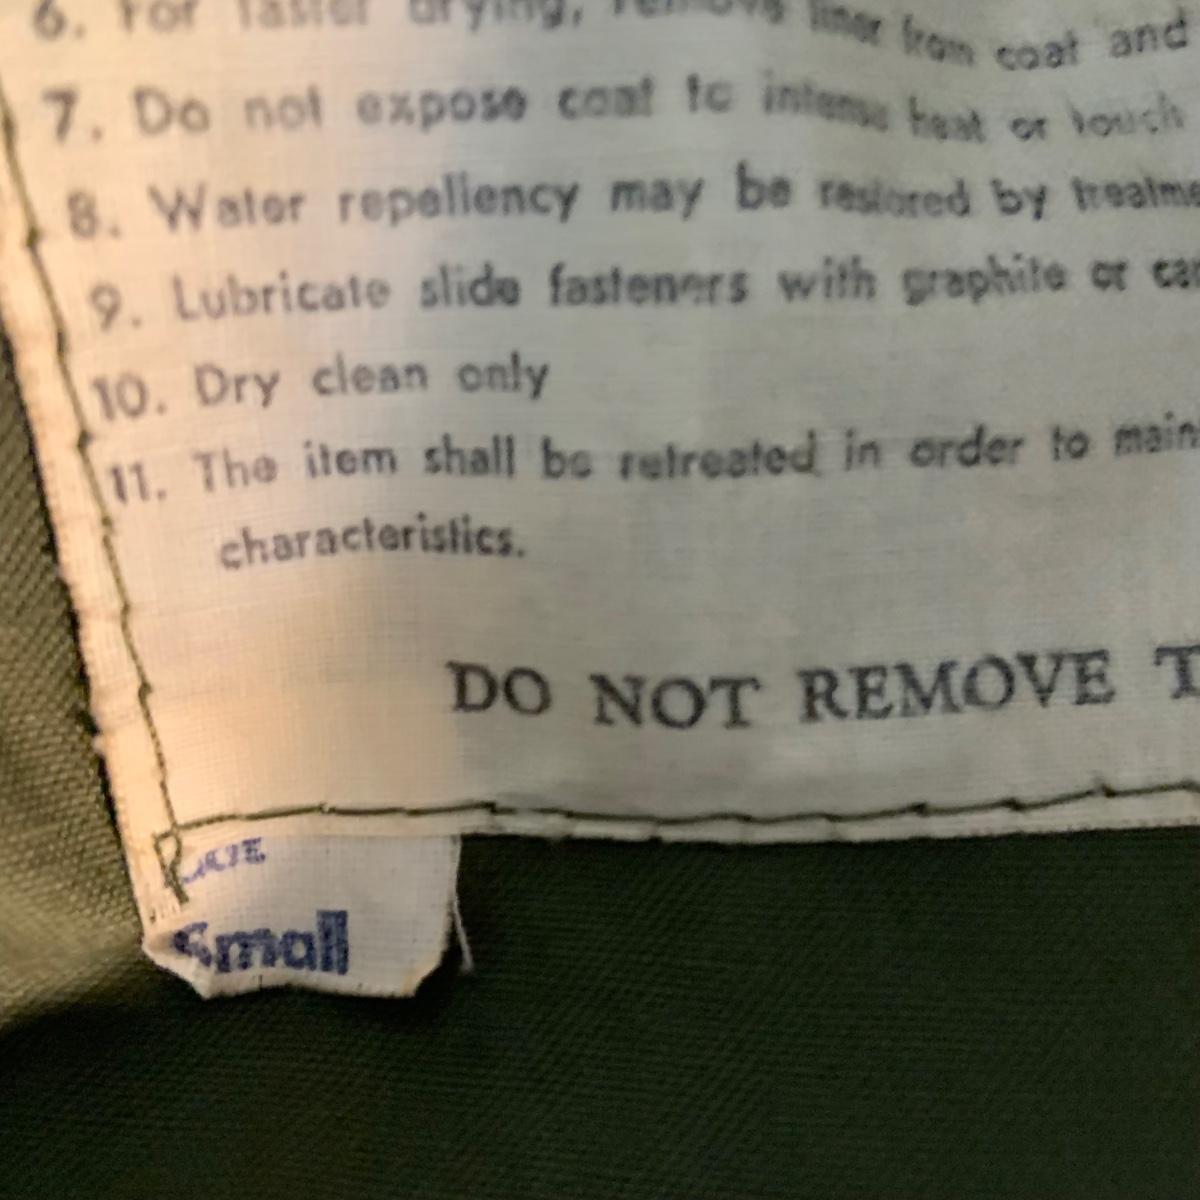 6. For faster drying, remove liner from coat and
7. Do not expose coat to intense heat or touch
8. Water repellency may be restored by
9. Lubricate slide fasteners with graphite or
10. Dry clean only
11. The item shall be retreated in order to
characteristics.
DO NOT REMOVE
Small